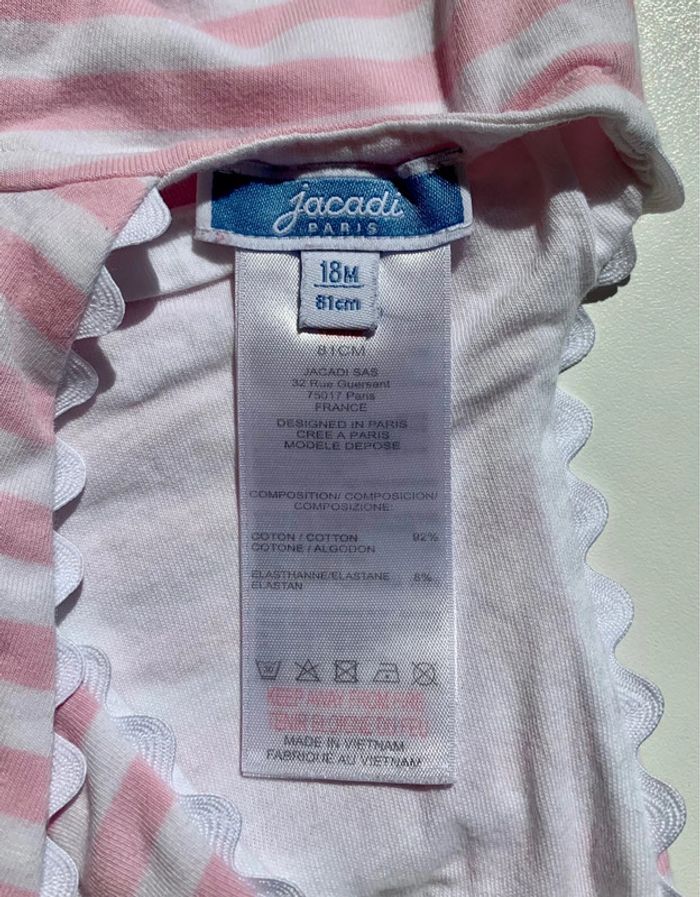 jacadi
PARIS
18M
81cm
81CM
JACADI SAS
32 Rue Guersant
75017 Paris
FRANCE
DESIGNED IN PARIS
CREE A PARIS
MODELE DEPOSE
COMPOSITION/ COMPOSICION/
COMPOSIZIONE:
COTON / COTTON 92%
COTONE / ALGODON
ELASTHANNE/ELASTANE 8%
ELASTAN
30
KEEP AWAY FROM FIRE
TENIR ELOIGNE DU FEU
MADE IN VIETNAM
FABRIQUÉ AU VIETNAM